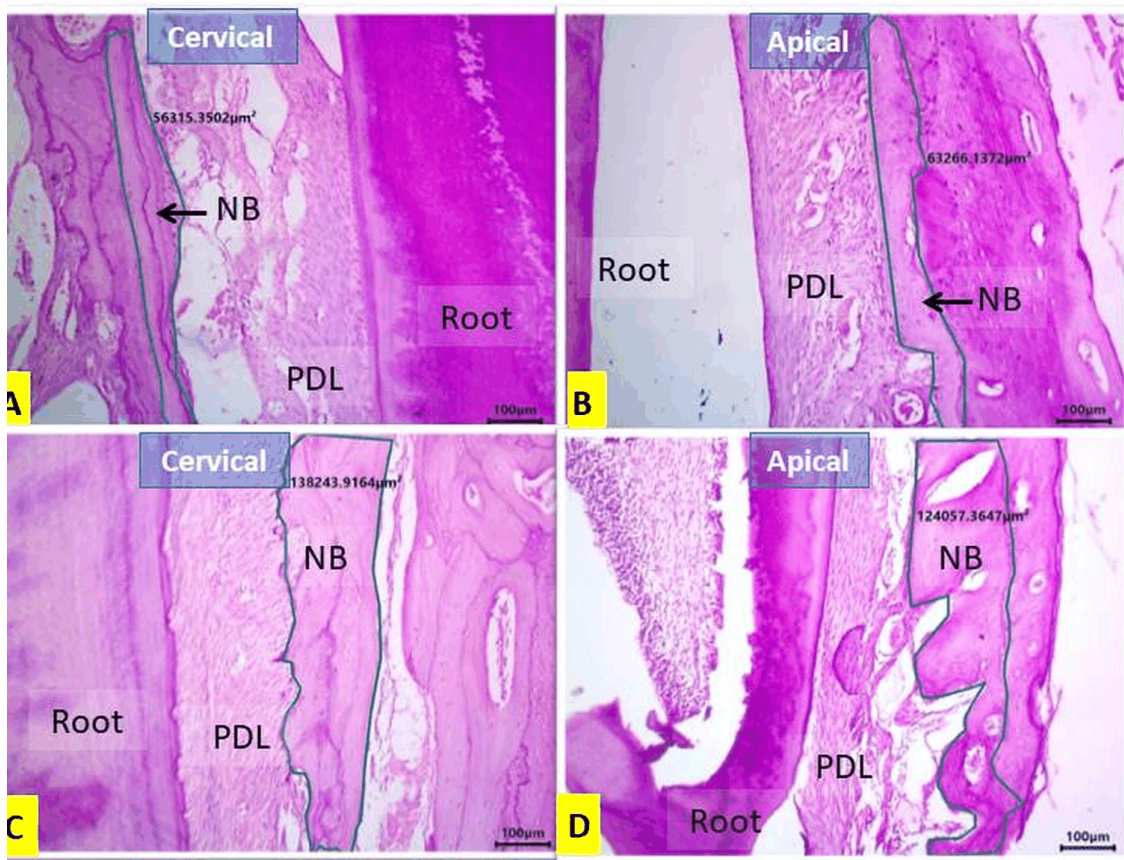 Cervical
56315.3502µm²
NB
Root
PDL
100µm
A
Apical
63266.1372µm²
Root
PDL
NB
100µm
B
Cervical
138243.9164µm²
NB
Root
PDL
100µm
C
Apical
124057.3647µm²
NB
PDL
Root
100µm
D